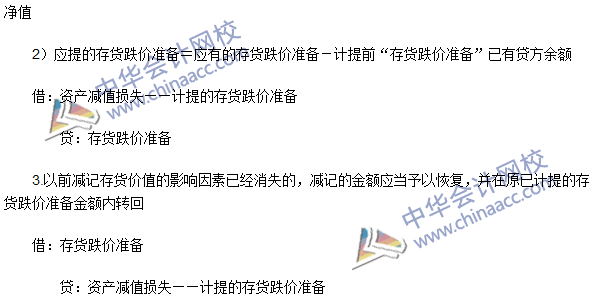 净值
2）应提的存货跌价准备＝应有的存货跌价准备－计提前“存货跌价准备”已有贷方余额
借：资产减值损失——计提的存货跌价准备
贷：存货跌价准备
3.以前减记存货价值的影响因素已经消失的，减记的金额应当予以恢复，并在原已计提的存
货跌价准备金额内转回
借：存货跌价准备
贷：资产减值损失——计提的存货跌价准备
中华会计网校
www.chinaacc.com
中华会计网校
www.chinaacc.com